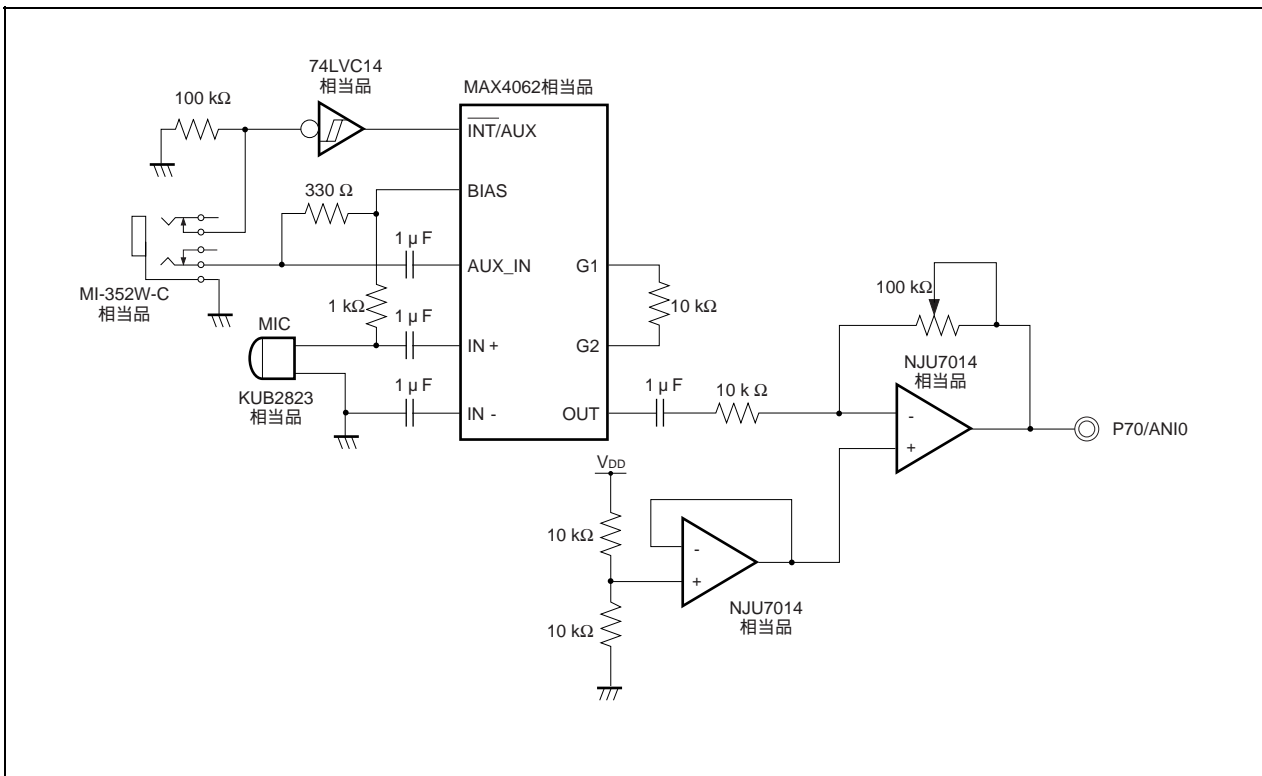 74LVC14
相当品
MAX4062相当品
100 kΩ
INT/AUX
330 Ω
BIAS
1 μ F
AUX_IN
G1
100 kΩ
MI-352W-C
相当品
1 kΩ
10 kΩ
MIC
1 μ F
IN +
G2
NJU7014
相当品
KUB2823
相当品
1 μ F
IN -
OUT
1 μ F
10 k Ω
-
+
P70/ANI0
VDD
10 kΩ
-
+
NJU7014
相当品
10 kΩ